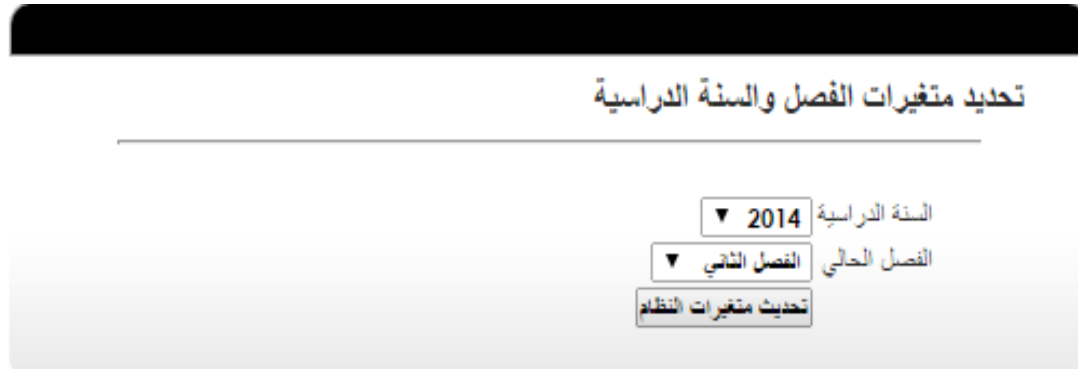 تحديد متغيرات الفصل والسنة الدراسية
السنة الدراسية 2014 ▼
الفصل الحالي الفصل الثاني ▼
تحديث متغيرات النظام